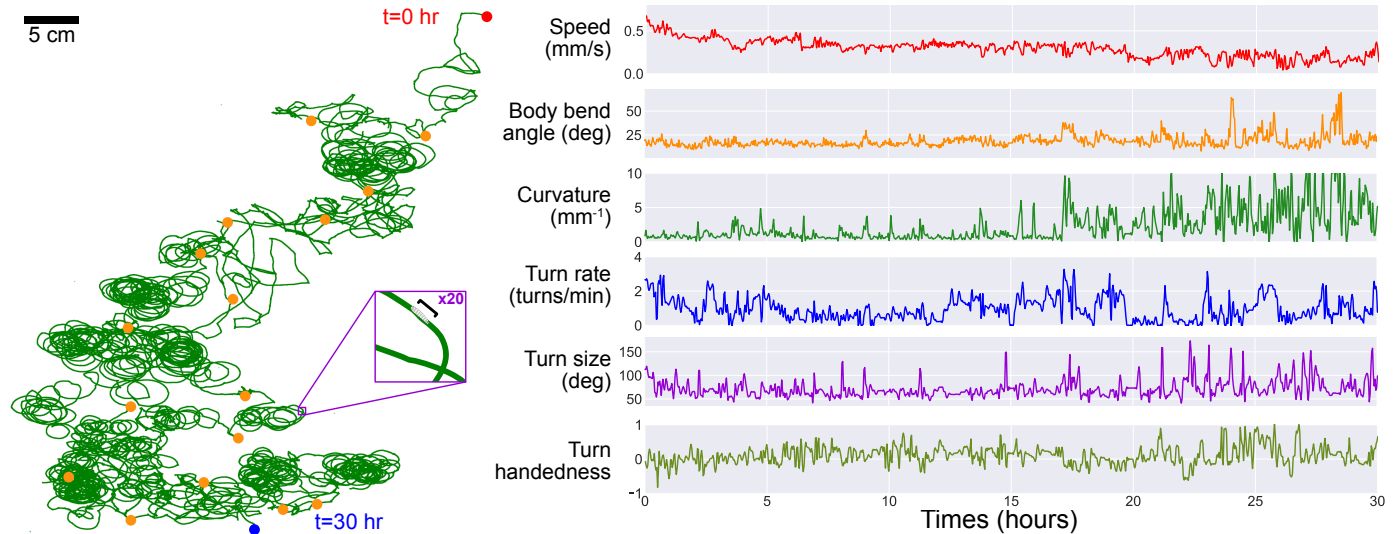 5 cm
t=0 hr
x20
t=30 hr
Speed
(mm/s)
0.5
0.0
Body bend
angle (deg)
50
25
Curvature
(mm⁻¹)
10
5
0
Turn rate
(turns/min)
4
2
0
Turn size
(deg)
150
100
50
Turn
handedness
1
0
−1
0 5 10 15 20 25 30
Times (hours)